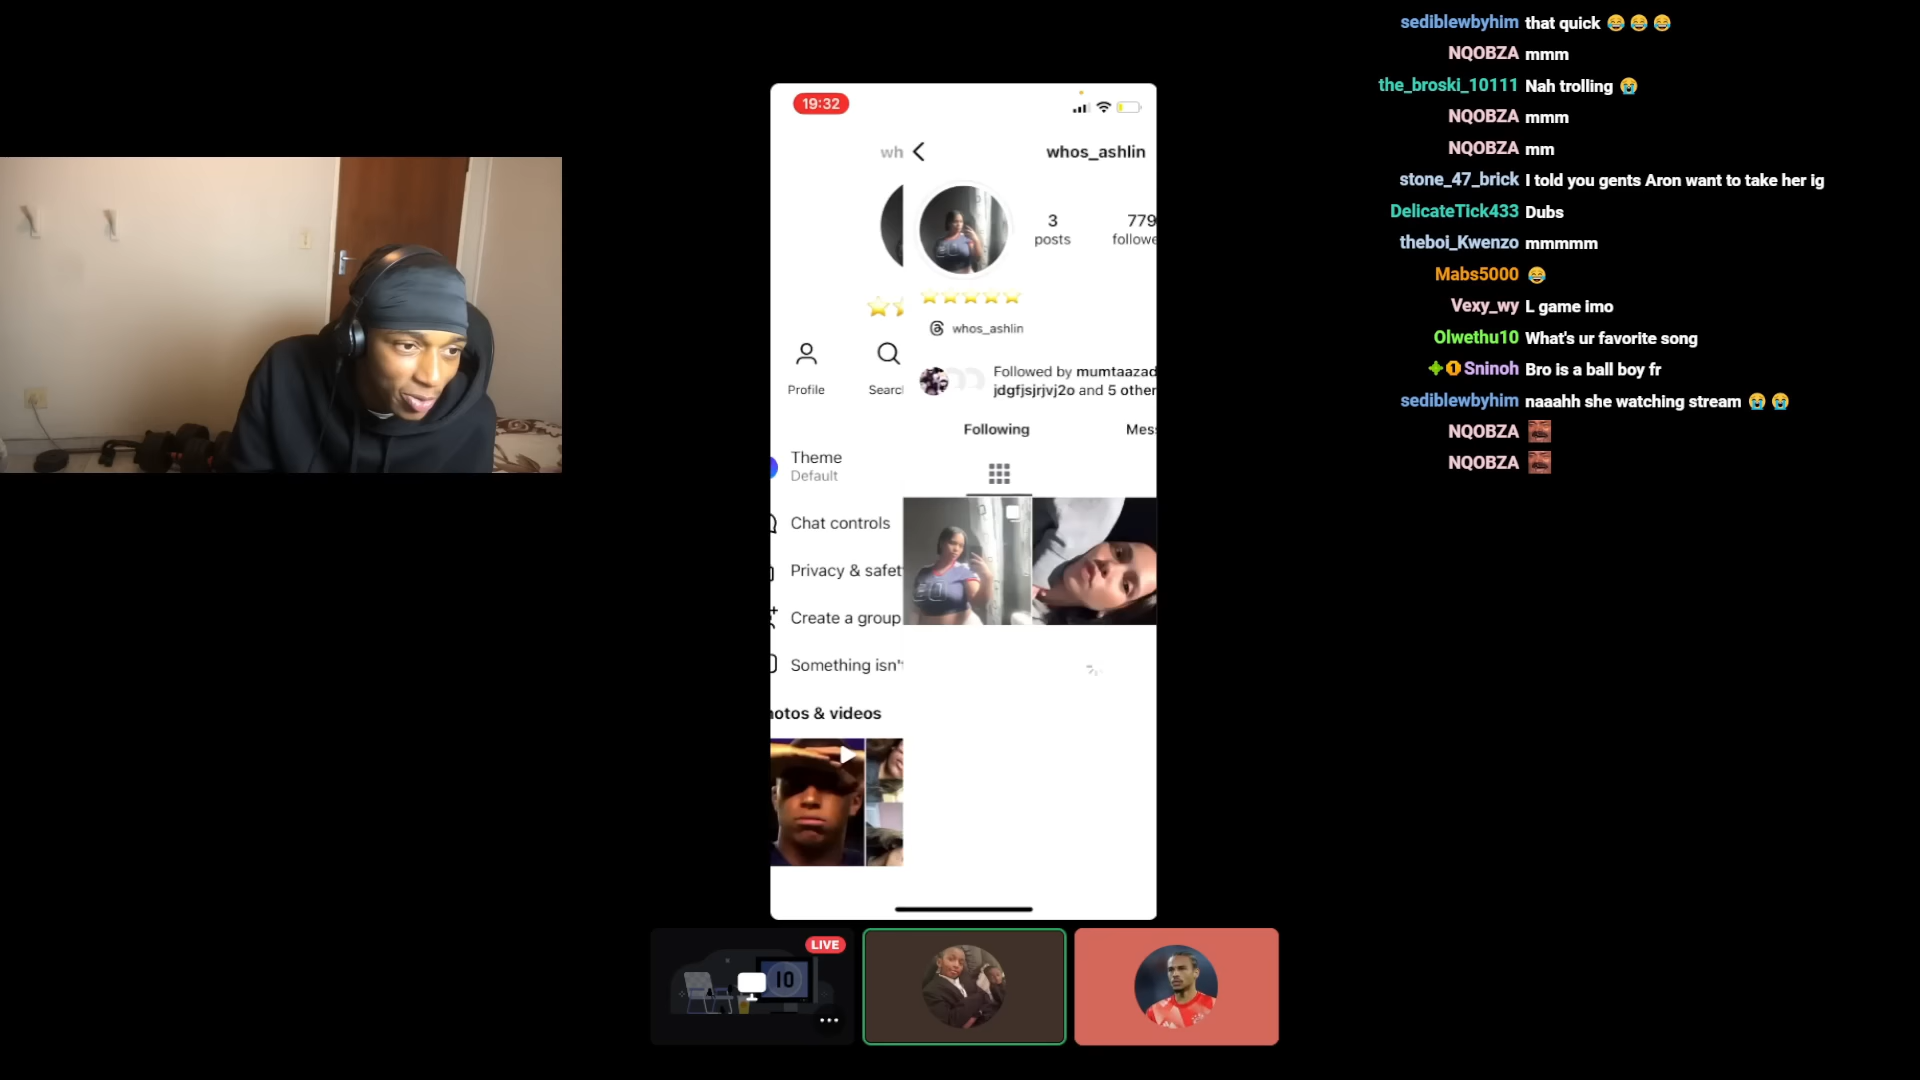 19:32
wh
whos_ashlin
3
posts
779
followe
whos_ashlin
Profile
Searc
Followed by mumtaazad
jdgfjsjrjvj2o and 5 other
Following
Mes
Theme
Default
Chat controls
Privacy & safet
Create a group
Something isn'
otos & videos
LIVE
10
sediblewbyhim that quick 😂 😂 😂
NQOBZA mmm
the_broski_10111 Nah trolling 😭
NQOBZA mmm
NQOBZA mm
stone_47_brick I told you gents Aron want to take her ig
DelicateTick433 Dubs
theboi_Kwenzo mmmmm
Mabs5000 😂
Vexy_wy L game imo
Olwethu10 What's ur favorite song
1 Sninoh Bro is a ball boy fr
sediblewbyhim naaahh she watching stream 😭 😭
NQOBZA
NQOBZA